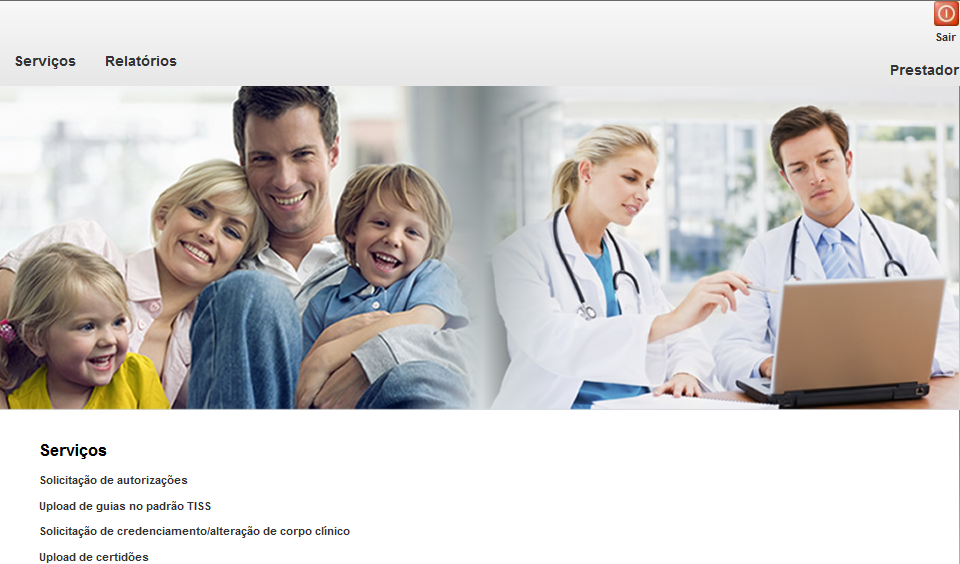 Sair
Serviços Relatórios
Prestador
Serviços
Solicitação de autorizações
Upload de guias no padrão TISS
Solicitação de credenciamento/alteração de corpo clínico
Upload de certidões